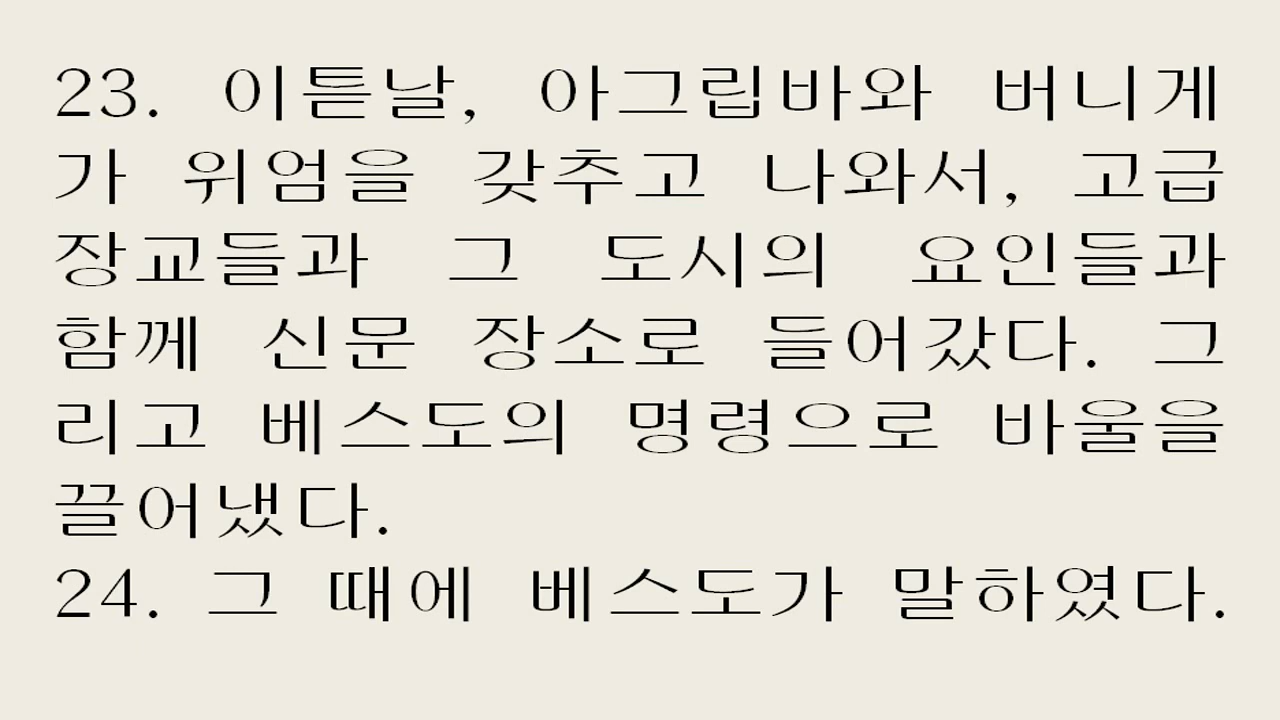 23. 이튿날, 아그립바와 버니게
가 위엄을 갖추고 나와서, 고급
장교들과 그 도시의 요인들과
함께 신문 장소로 들어갔다. 그
리고 베스도의 명령으로 바울을
끌어냈다.
24. 그 때에 베스도가 말하였다.